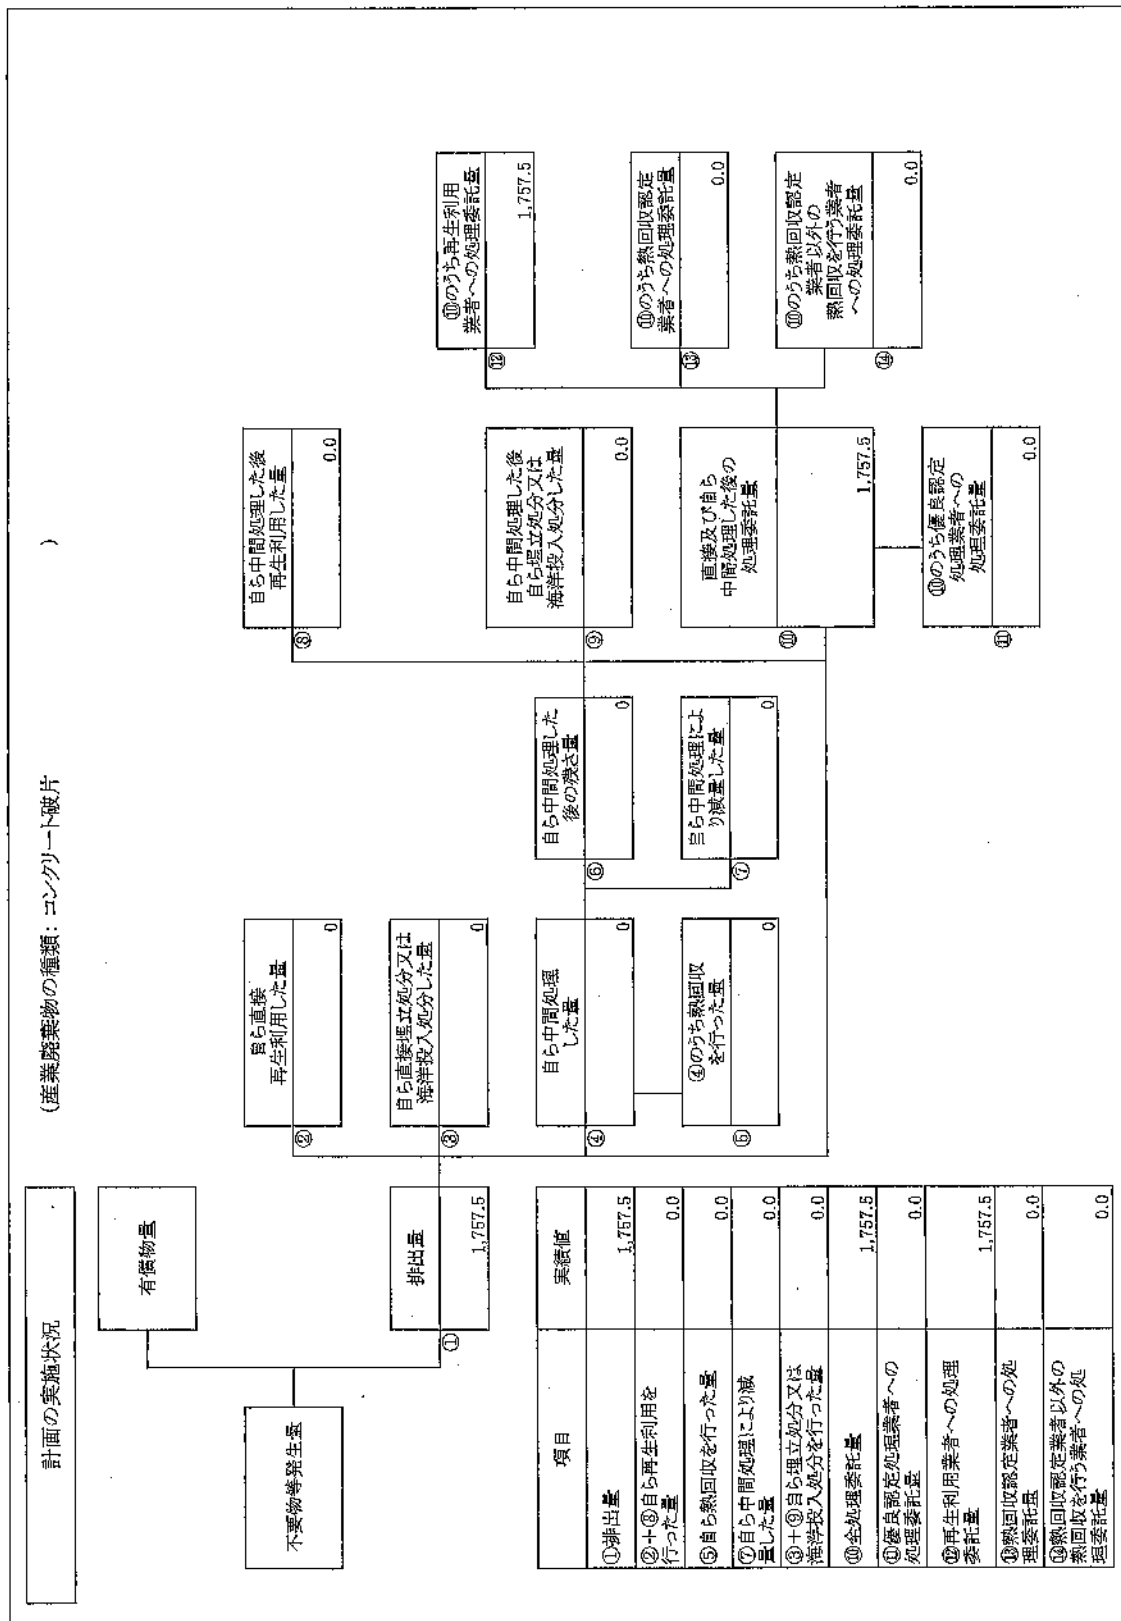 計画の実施状況
(産業廃棄物の種類：コンクリート破片
)
不要物等発生量
有償物量
排出量
①
1,757.5
②
自ら直接
再生利用した量
0
③
自ら直接埋立処分又は
海洋投入処分した量
0
④
自ら中間処理
した量
0
⑤
④のうち熱回収
を行った量
0
⑥
自ら中間処理した
後の残さ量
0
⑦
自ら中間処理によ
り減量した量
0
⑧
自ら中間処理した後
再生利用した量
0.0
⑨
自ら中間処理した後
自ら埋立処分又は
海洋投入処分した量
0.0
⑩
直接及び自ら
中間処理した後の
処理委託量
1,757.5
⑪
⑩のうち優良認定
処理業者への
処理委託量
0.0
⑫
⑩のうち再生利用
業者への処理委託量
1,757.5
⑬
⑩のうち熱回収認定
業者への処理委託量
0.0
⑭
⑩のうち熱回収認定
業者以外の
熱回収を行う業者
への処理委託量
0.0
項目
実績値
①排出量
1,757.5
②+⑧自ら再生利用を
行った量
0.0
⑤自ら熱回収を行った量
0.0
⑦自ら中間処理により減
量した量
0.0
③+⑨自ら埋立処分又は
海洋投入処分を行った量
0.0
⑩全処理委託量
1,757.5
⑪優良認定処理業者への
処理委託量
0.0
⑫再生利用業者への処理
委託量
1,757.5
⑬熱回収認定業者への処
理委託量
0.0
⑭熱回収認定業者以外の
熱回収を行う業者への処
理委託量
0.0